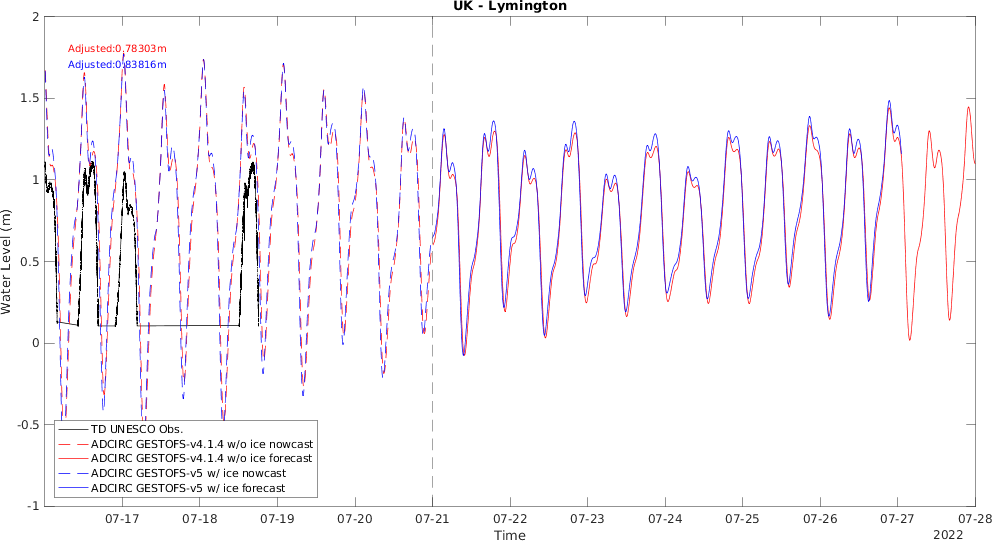 UK - Lymington
2
1.5
1
0.5
0
-0.5
-1
Water Level (m)
Adjusted:0.78303m
Adjusted:0.83816m
TD UNESCO Obs.
ADCIRC GESTOFS-v4.1.4 w/o ice nowcast
ADCIRC GESTOFS-v4.1.4 w/o ice forecast
ADCIRC GESTOFS-v5 w/ ice nowcast
ADCIRC GESTOFS-v5 w/ ice forecast
07-17 07-18 07-19 07-20 07-21 07-22 07-23 07-24 07-25 07-26 07-27 07-28
Time
2022